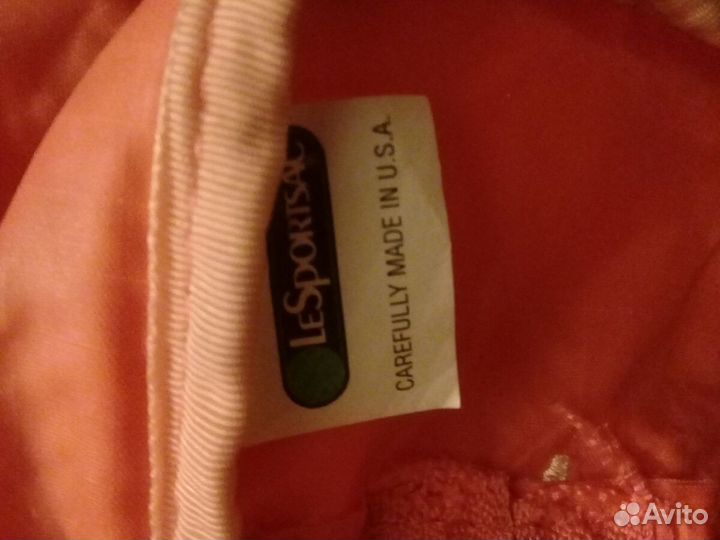 LESPORTSAC
CAREFULLY MADE IN U.S.A.
Avito